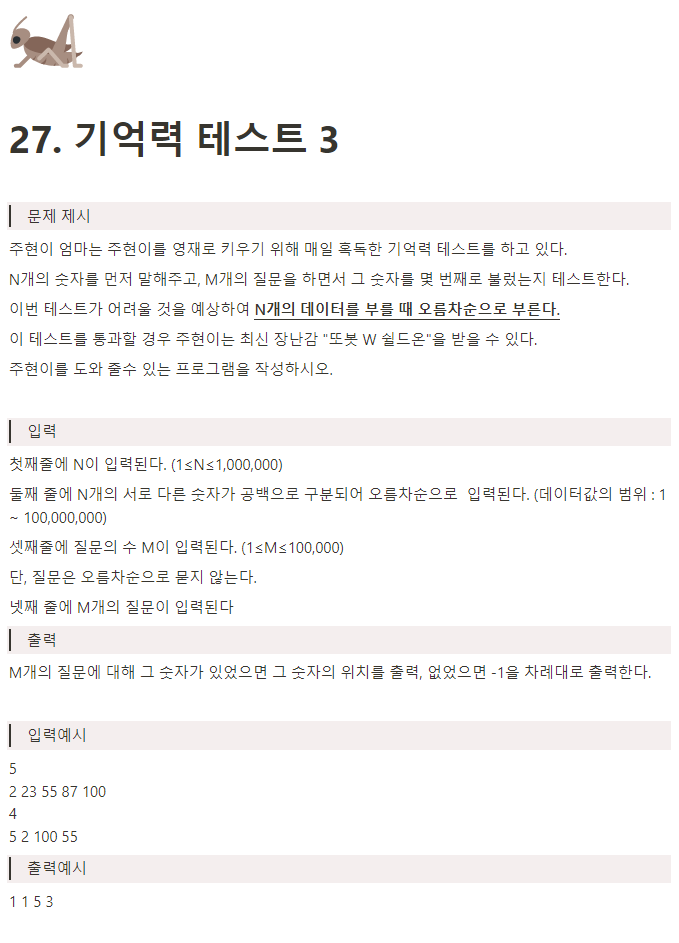 27. 기억력 테스트 3
문제 제시
주현이 엄마는 주현이를 영재로 키우기 위해 매일 혹독한 기억력 테스트를 하고 있다.
N개의 숫자를 먼저 말해주고, M개의 질문을 하면서 그 숫자를 몇 번째로 불렀는지 테스트한다.
이번 테스트가 어려울 것을 예상하여 N개의 데이터를 부를 때 오름차순으로 부른다.
이 테스트를 통과할 경우 주현이는 최신 장난감 "또봇 W 쉴드온"을 받을 수 있다.
주현이를 도와 줄수 있는 프로그램을 작성하시오.
입력
첫째줄에 N이 입력된다. (1≤N≤1,000,000)
둘째 줄에 N개의 서로 다른 숫자가 공백으로 구분되어 오름차순으로  입력된다. (데이터값의 범위 : 1
~ 100,000,000)
셋째줄에 질문의 수 M이 입력된다. (1≤M≤100,000)
단, 질문은 오름차순으로 묻지 않는다.
넷째 줄에 M개의 질문이 입력된다
출력
M개의 질문에 대해 그 숫자가 있었으면 그 숫자의 위치를 출력, 없었으면 -1을 차례대로 출력한다.
입력예시
5
2 23 55 87 100
4
5 2 100 55
출력예시
1 1 5 3